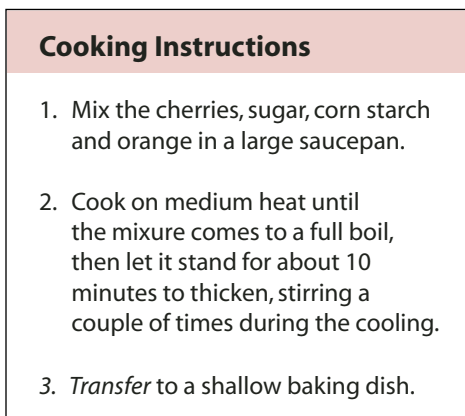 Cooking Instructions
1. Mix the cherries, sugar, corn starch
and orange in a large saucepan.
2. Cook on medium heat until
the mixure comes to a full boil,
then let it stand for about 10
minutes to thicken, stirring a
couple of times during the cooling.
3. Transfer to a shallow baking dish.